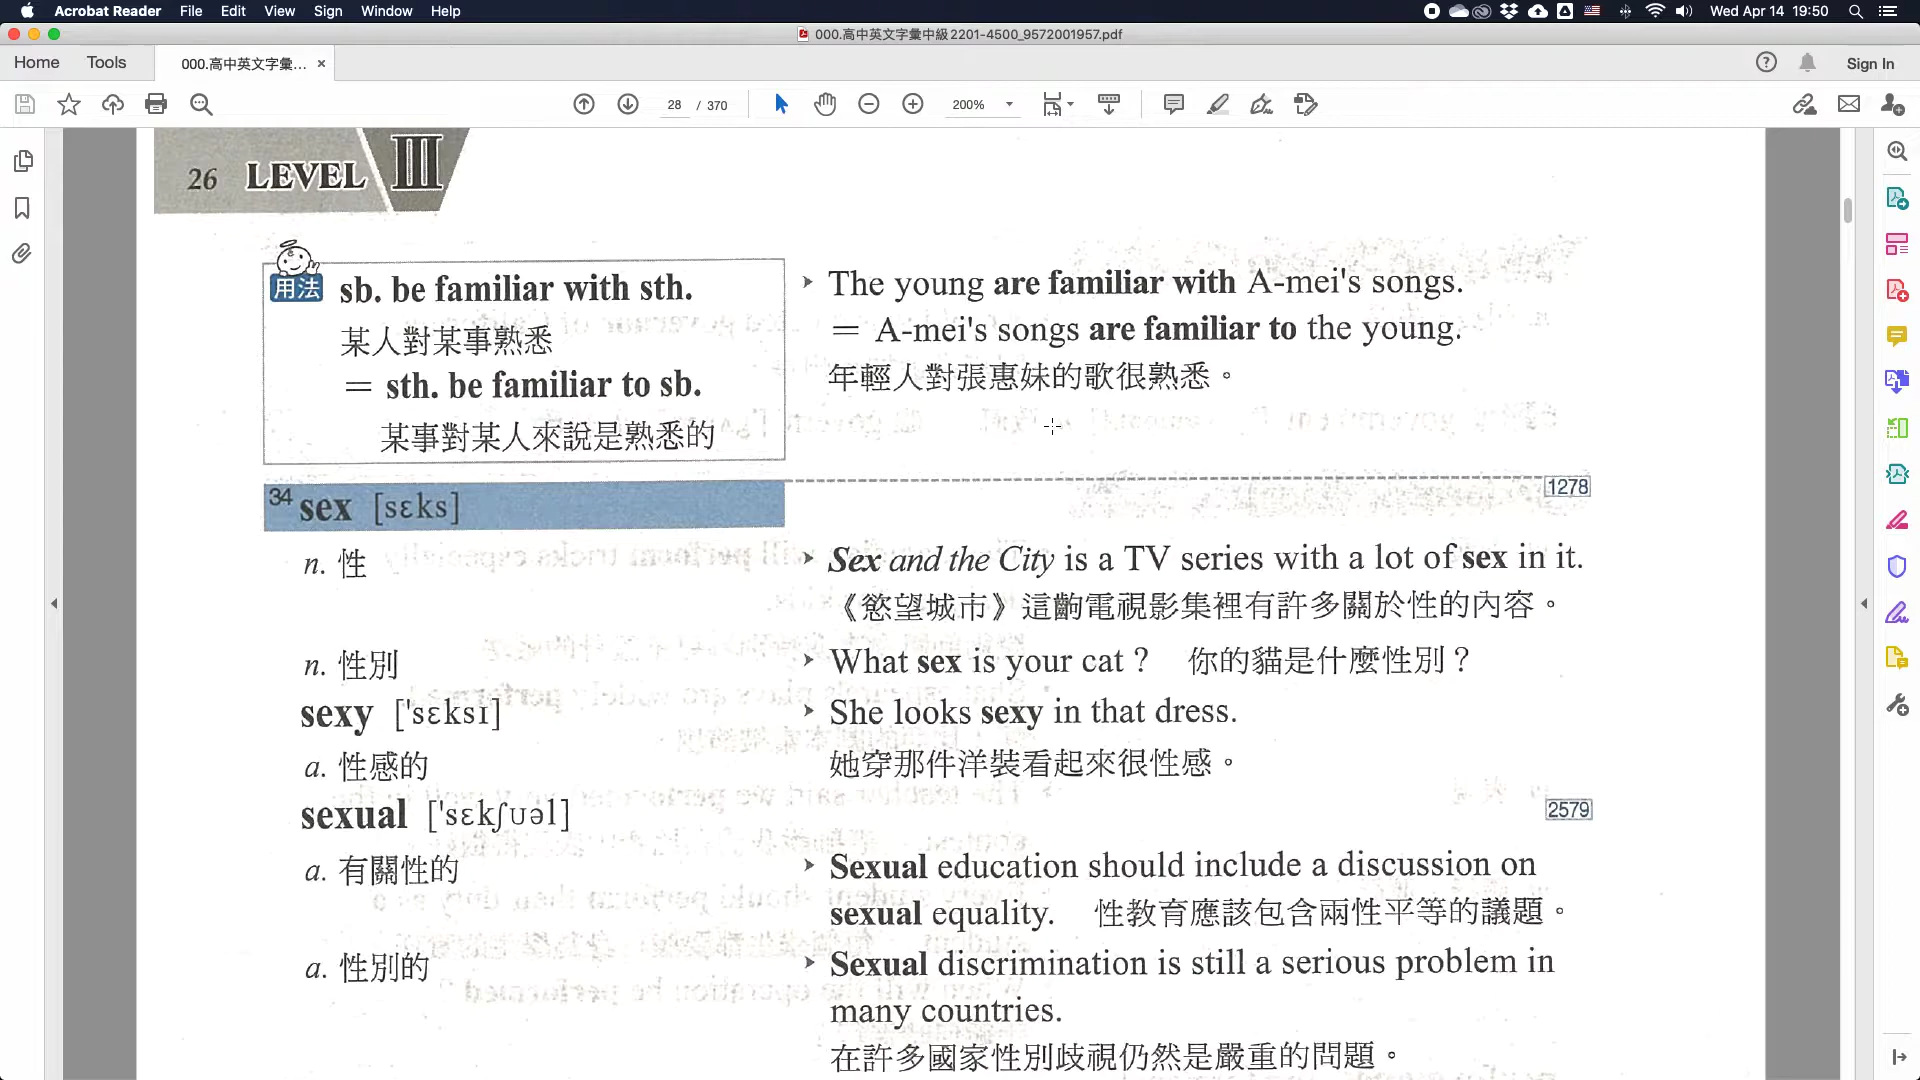 Acrobat Reader File Edit View Sign Window Help Wed Apr 14 19:50
000.高中英文字彙中級2201-4500_9572001957.pdf
Home Tools 000.高中英文字彙... × Sign In
28 / 370 200%
26 LEVEL III
用法 sb. be familiar with sth.
某人對某事熟悉
= sth. be familiar to sb.
某事對某人來說是熟悉的
The young are familiar with A-mei's songs.
= A-mei's songs are familiar to the young.
年輕人對張惠妹的歌很熟悉。
34 sex [sɛks] 1278
n. 性
Sex and the City is a TV series with a lot of sex in it.
《慾望城市》這齣電視影集裡有許多關於性的內容。
n. 性別
What sex is your cat? 你的貓是什麼性別?
sexy ['sɛksɪ]
She looks sexy in that dress.
a. 性感的
她穿那件洋裝看起來很性感。
sexual ['sɛkʃʊəl] 2579
a. 有關性的
Sexual education should include a discussion on
sexual equality. 性教育應該包含兩性平等的議題。
a. 性別的
Sexual discrimination is still a serious problem in
many countries.
在許多國家性別歧視仍然是嚴重的問題。